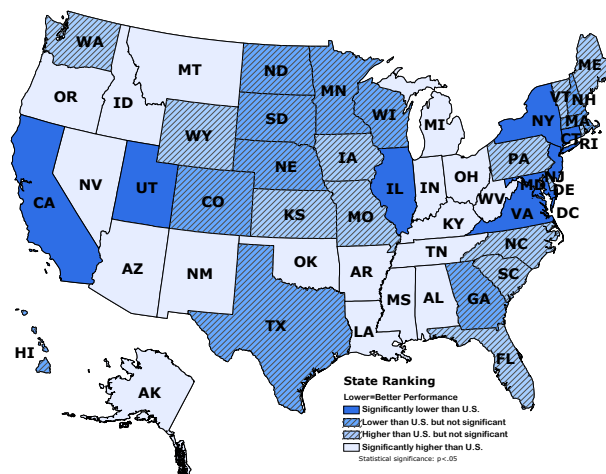 WA
MT
ND
MN
ME
VT
NH
OR
ID
WY
SD
WI
MI
NY
MA
CT
RI
NV
UT
CO
NE
IA
IL
IN
OH
PA
NJ
MD
DE
CA
KS
MO
KY
WV
VA
DC
AZ
NM
OK
AR
TN
NC
SC
TX
LA
MS
AL
GA
FL
HI
AK
State Ranking
Lower=Better Performance
Significantly lower than U.S.
Lower than U.S. but not significant
Higher than U.S. but not significant
Significantly higher than U.S.
Statistical significance: p<.05